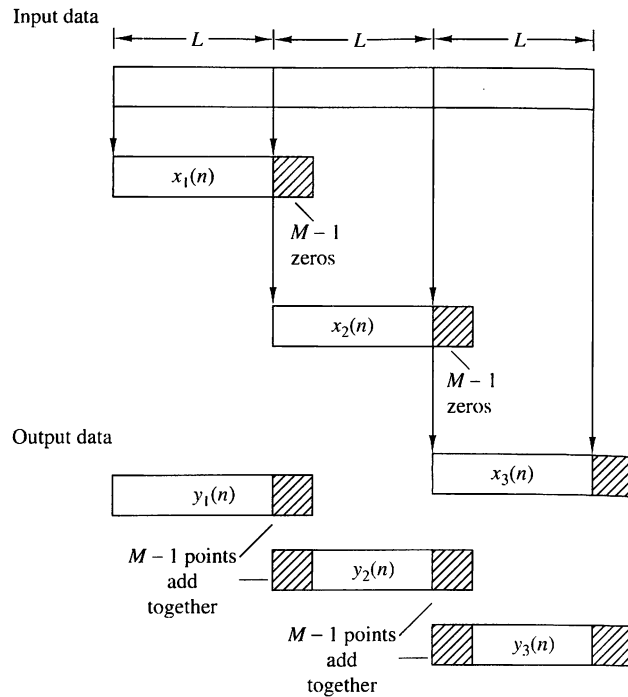 Input data
L
L
L
x1(n)
M – 1
zeros
x2(n)
M – 1
zeros
Output data
x3(n)
y1(n)
M – 1 points
add
together
y2(n)
M – 1 points
add
together
y3(n)